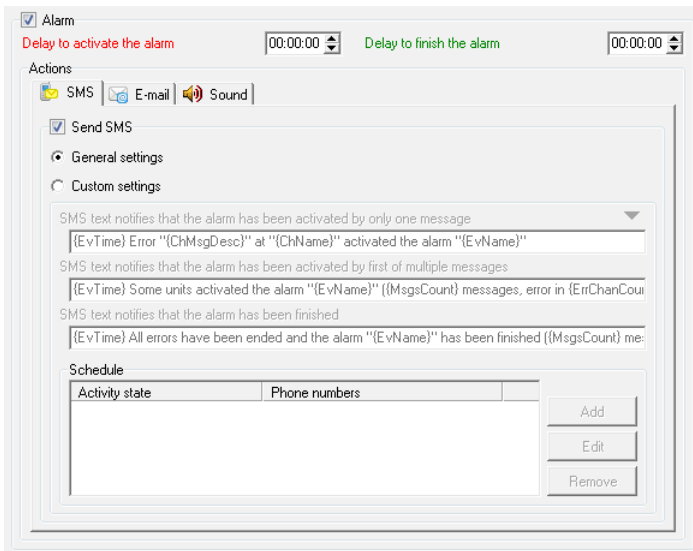 Alarm
Delay to activate the alarm 00:00:00 Delay to finish the alarm 00:00:00
Actions
SMS E-mail Sound
Send SMS
General settings
Custom settings
SMS text notifies that the alarm has been activated by only one message
{EvTime} Error "{ChMsgDesc}" at "{ChName}" activated the alarm "{EvName}"
SMS text notifies that the alarm has been activated by first of multiple messages
{EvTime} Some units activated the alarm "{EvName}" ({MsgsCount} messages, error in {ErrChanCou
SMS text notifies that the alarm has been finished
{EvTime} All errors have been ended and the alarm "{EvName}" has been finished ({MsgsCount} me:
Schedule
Activity state Phone numbers
Add
Edit
Remove